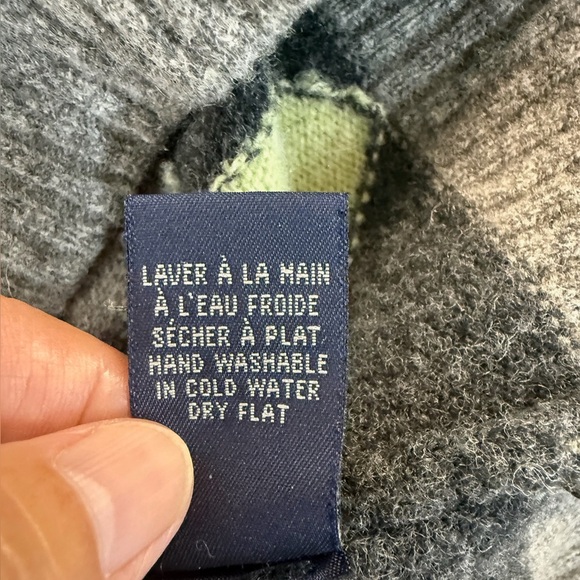 LAVER À LA MAIN
À L'EAU FROIDE
SÉCHER À PLAT
HAND WASHABLE
IN COLD WATER
DRY FLAT